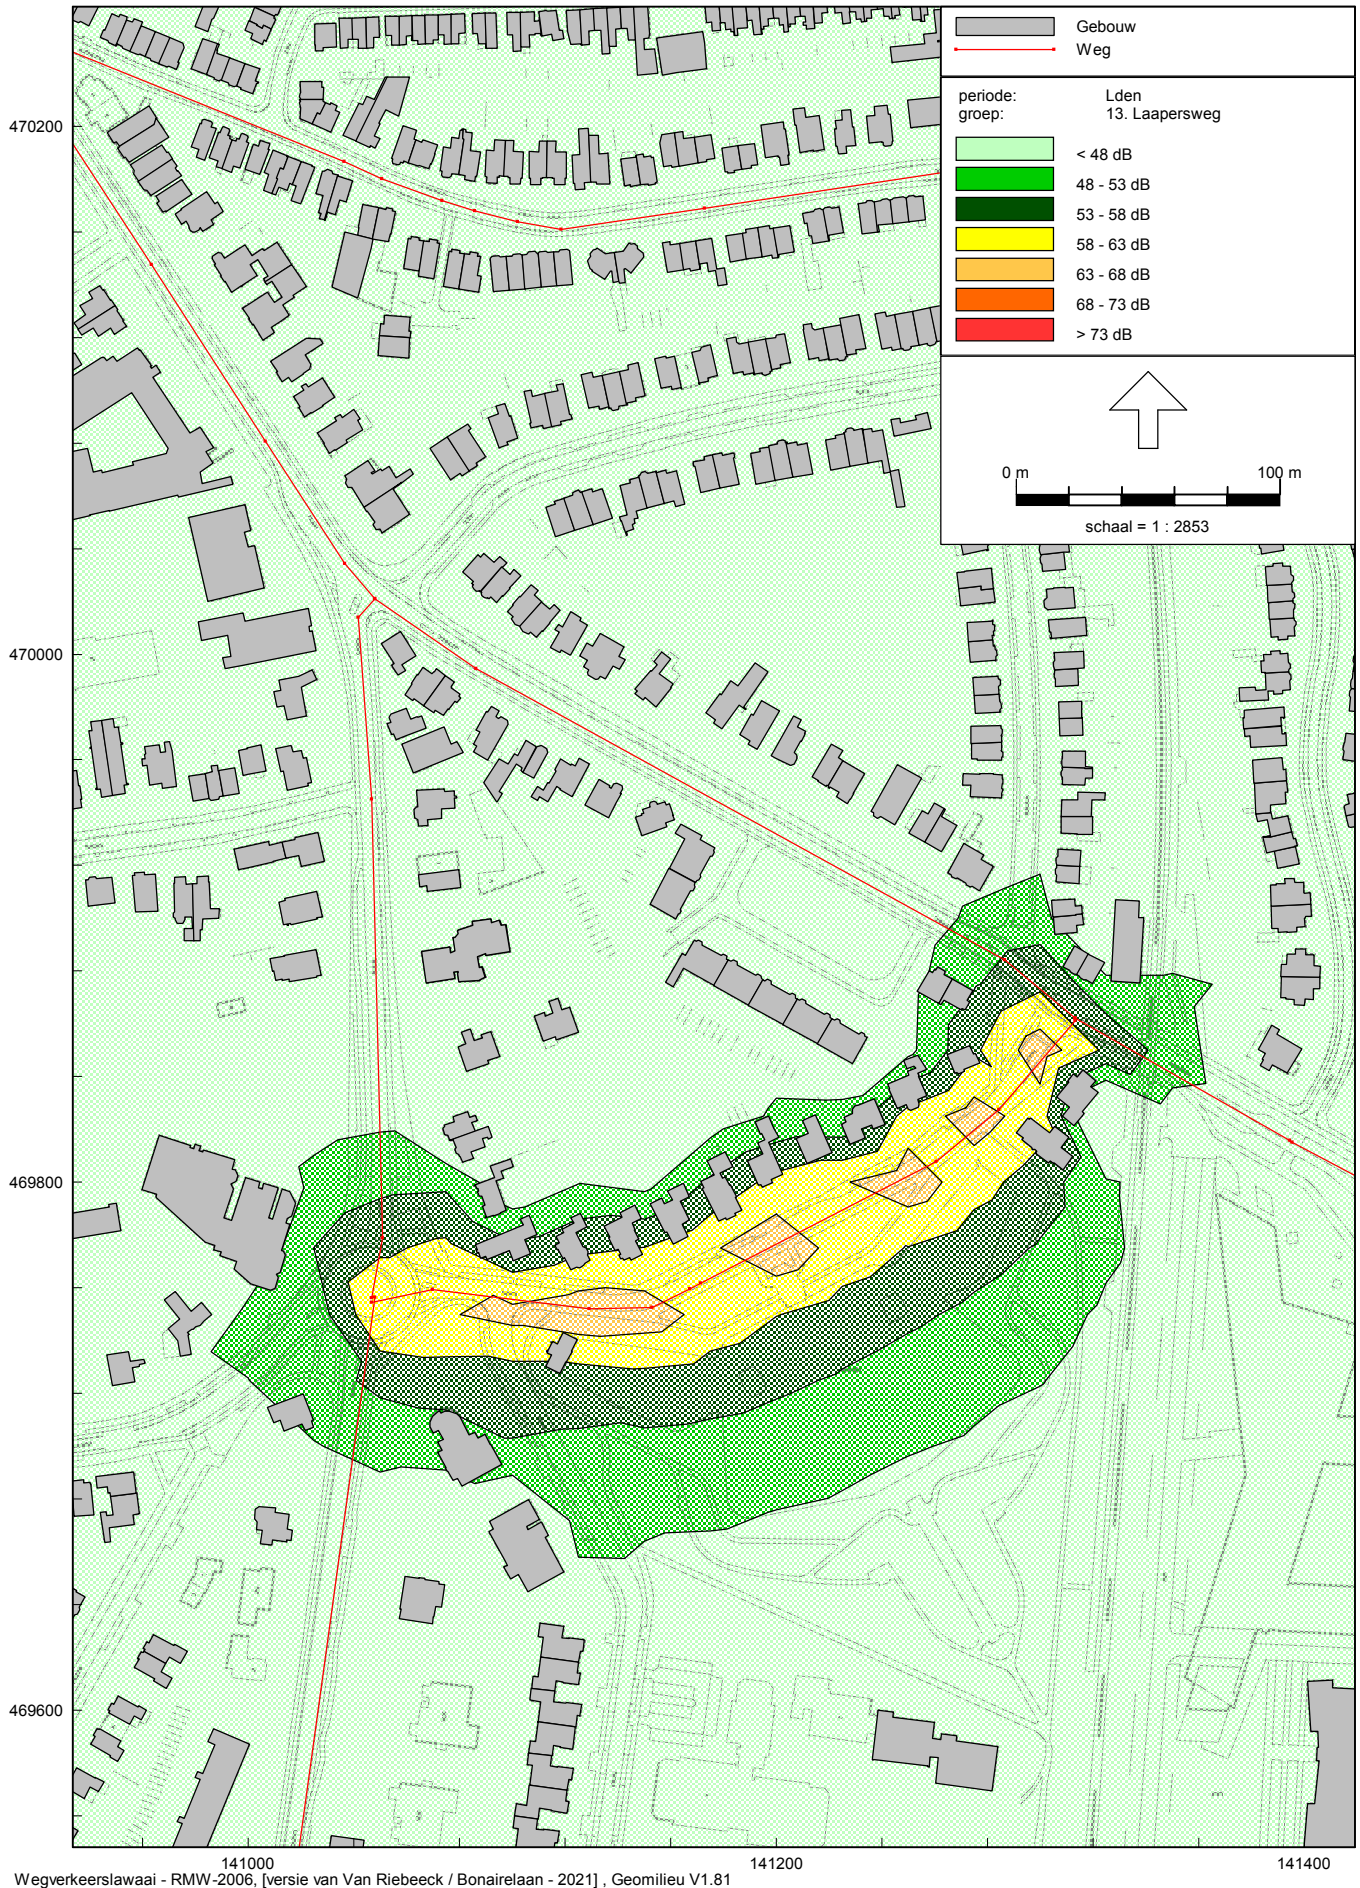 Gebouw
Weg
periode: Lden
groep: 13. Laapersweg
< 48 dB
48 - 53 dB
53 - 58 dB
58 - 63 dB
63 - 68 dB
68 - 73 dB
> 73 dB
0 m 100 m
schaal = 1 : 2853
470200
470000
469800
469600
141000 141200 141400
Wegverkeerslawaai - RMW-2006, [versie van Van Riebeeck / Bonairelaan - 2021] , Geomilieu V1.81